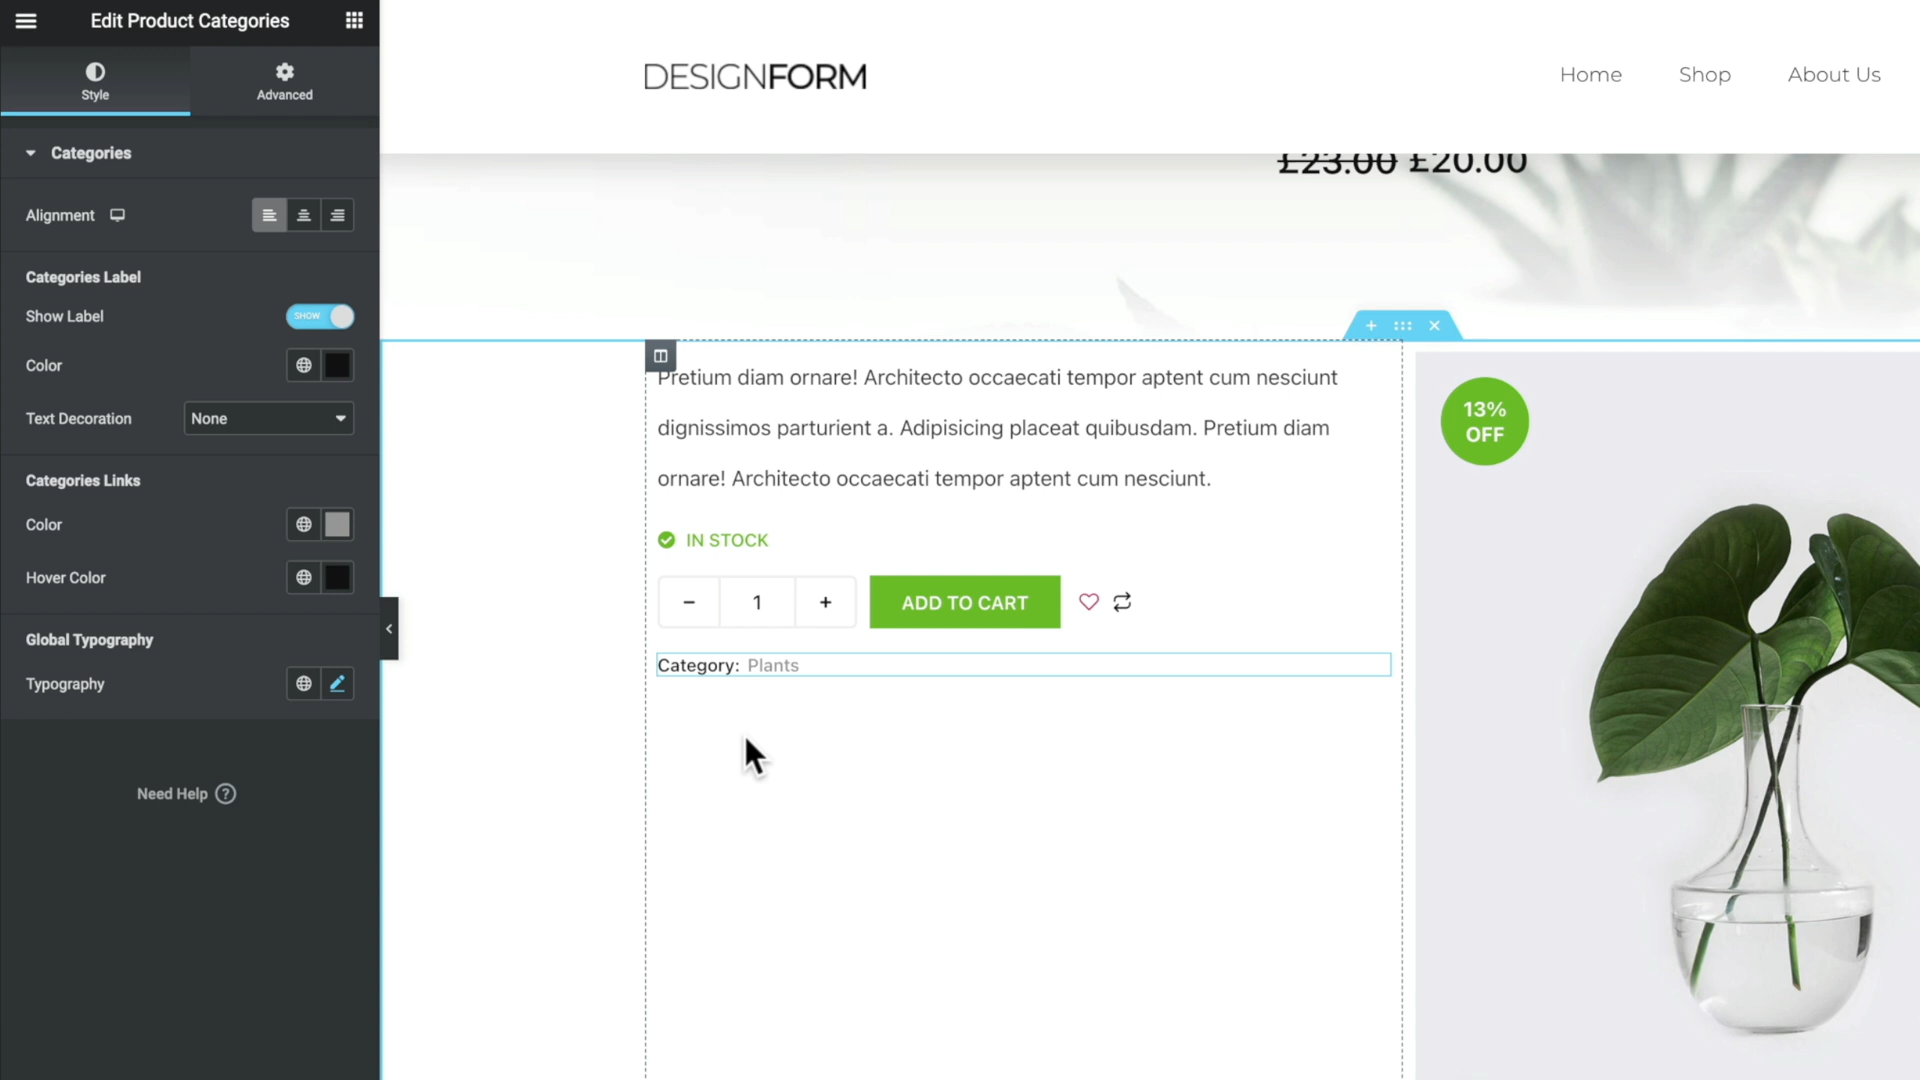 Edit Product Categories
Style
Advanced
Categories
Alignment
Categories Label
Show Label
SHOW
Color
Text Decoration
None
Categories Links
Color
Hover Color
Global Typography
Typography
Need Help ?
DESIGNFORM
Home
Shop
About Us
£23.00 £20.00
Pretium diam ornare! Architecto occaecati tempor aptent cum nesciunt
dignissimos parturient a. Adipisicing placeat quibusdam. Pretium diam
ornare! Architecto occaecati tempor aptent cum nesciunt.
IN STOCK
− 1 +
ADD TO CART
Category: Plants
13%
OFF